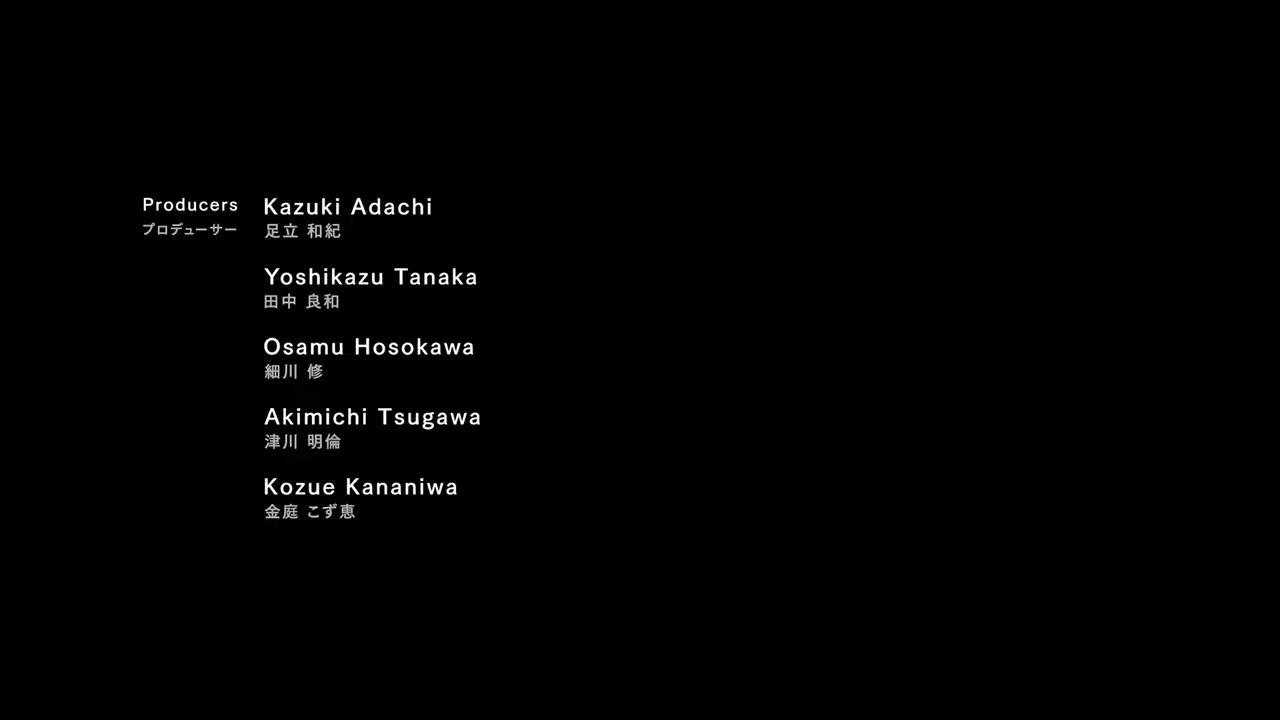 Producers
プロデューサー
Kazuki Adachi
足立 和紀
Yoshikazu Tanaka
田中 良和
Osamu Hosokawa
細川 修
Akimichi Tsugawa
津川 明倫
Kozue Kananiwa
金庭 こず恵